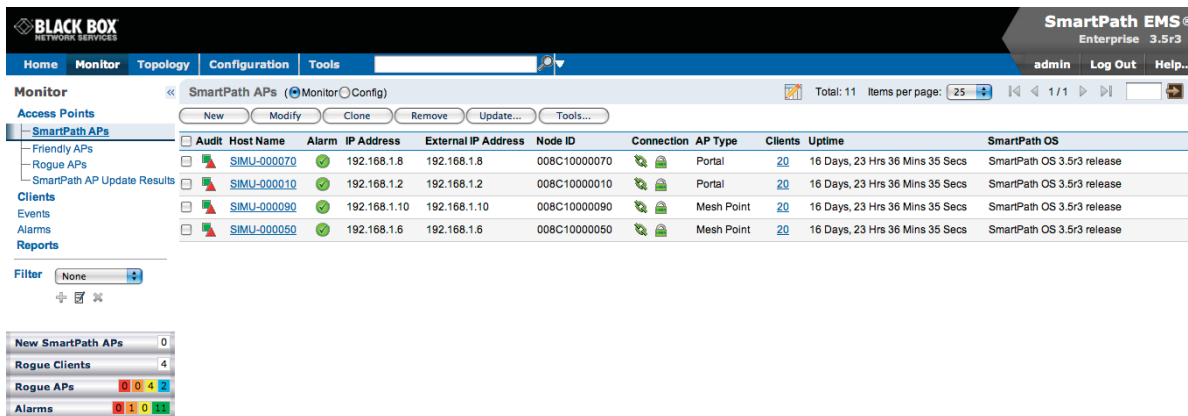 BLACK BOX
NETWORK SERVICES
SmartPath EMS®
Enterprise 3.5r3
Home Monitor Topology Configuration Tools
admin Log Out Help..
Monitor «
SmartPath APs (Monitor Config)
Total: 11 Items per page: 25 1/1
Access Points
SmartPath APs
Friendly APs
Rogue APs
SmartPath AP Update Results
Clients
Events
Alarms
Reports
Filter None
New Modify Clone Remove Update... Tools...
Audit Host Name Alarm IP Address External IP Address Node ID Connection AP Type Clients Uptime SmartPath OS
SIMU-000070 192.168.1.8 192.168.1.8 008C10000070 Portal 20 16 Days, 23 Hrs 36 Mins 35 Secs SmartPath OS 3.5r3 release
SIMU-000010 192.168.1.2 192.168.1.2 008C10000010 Portal 20 16 Days, 23 Hrs 36 Mins 35 Secs SmartPath OS 3.5r3 release
SIMU-000090 192.168.1.10 192.168.1.10 008C10000090 Mesh Point 20 16 Days, 23 Hrs 36 Mins 35 Secs SmartPath OS 3.5r3 release
SIMU-000050 192.168.1.6 192.168.1.6 008C10000050 Mesh Point 20 16 Days, 23 Hrs 36 Mins 35 Secs SmartPath OS 3.5r3 release
New SmartPath APs 0
Rogue Clients 4
Rogue APs 0 0 4 2
Alarms 0 1 0 11